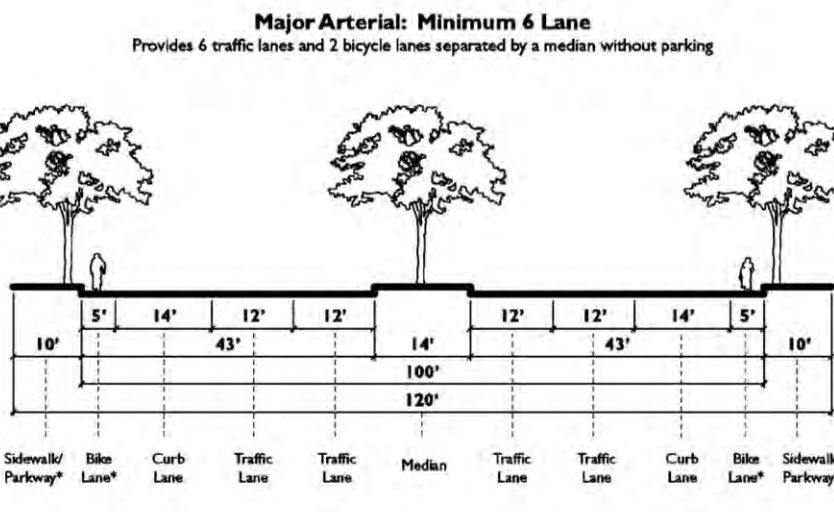 Major Arterial: Minimum 6 Lane
Provides 6 traffic lanes and 2 bicycle lanes separated by a median without parking
5' 14' 12' 12' 12' 12' 14' 5'
10' 43' 14' 43' 10'
100'
120'
Sidewalk/ Bike Curb Traffic Traffic Median Traffic Traffic Curb Bike Sidewalk
Parkway* Lane* Lane Lane Lane Lane Lane Lane Lane* Parkway